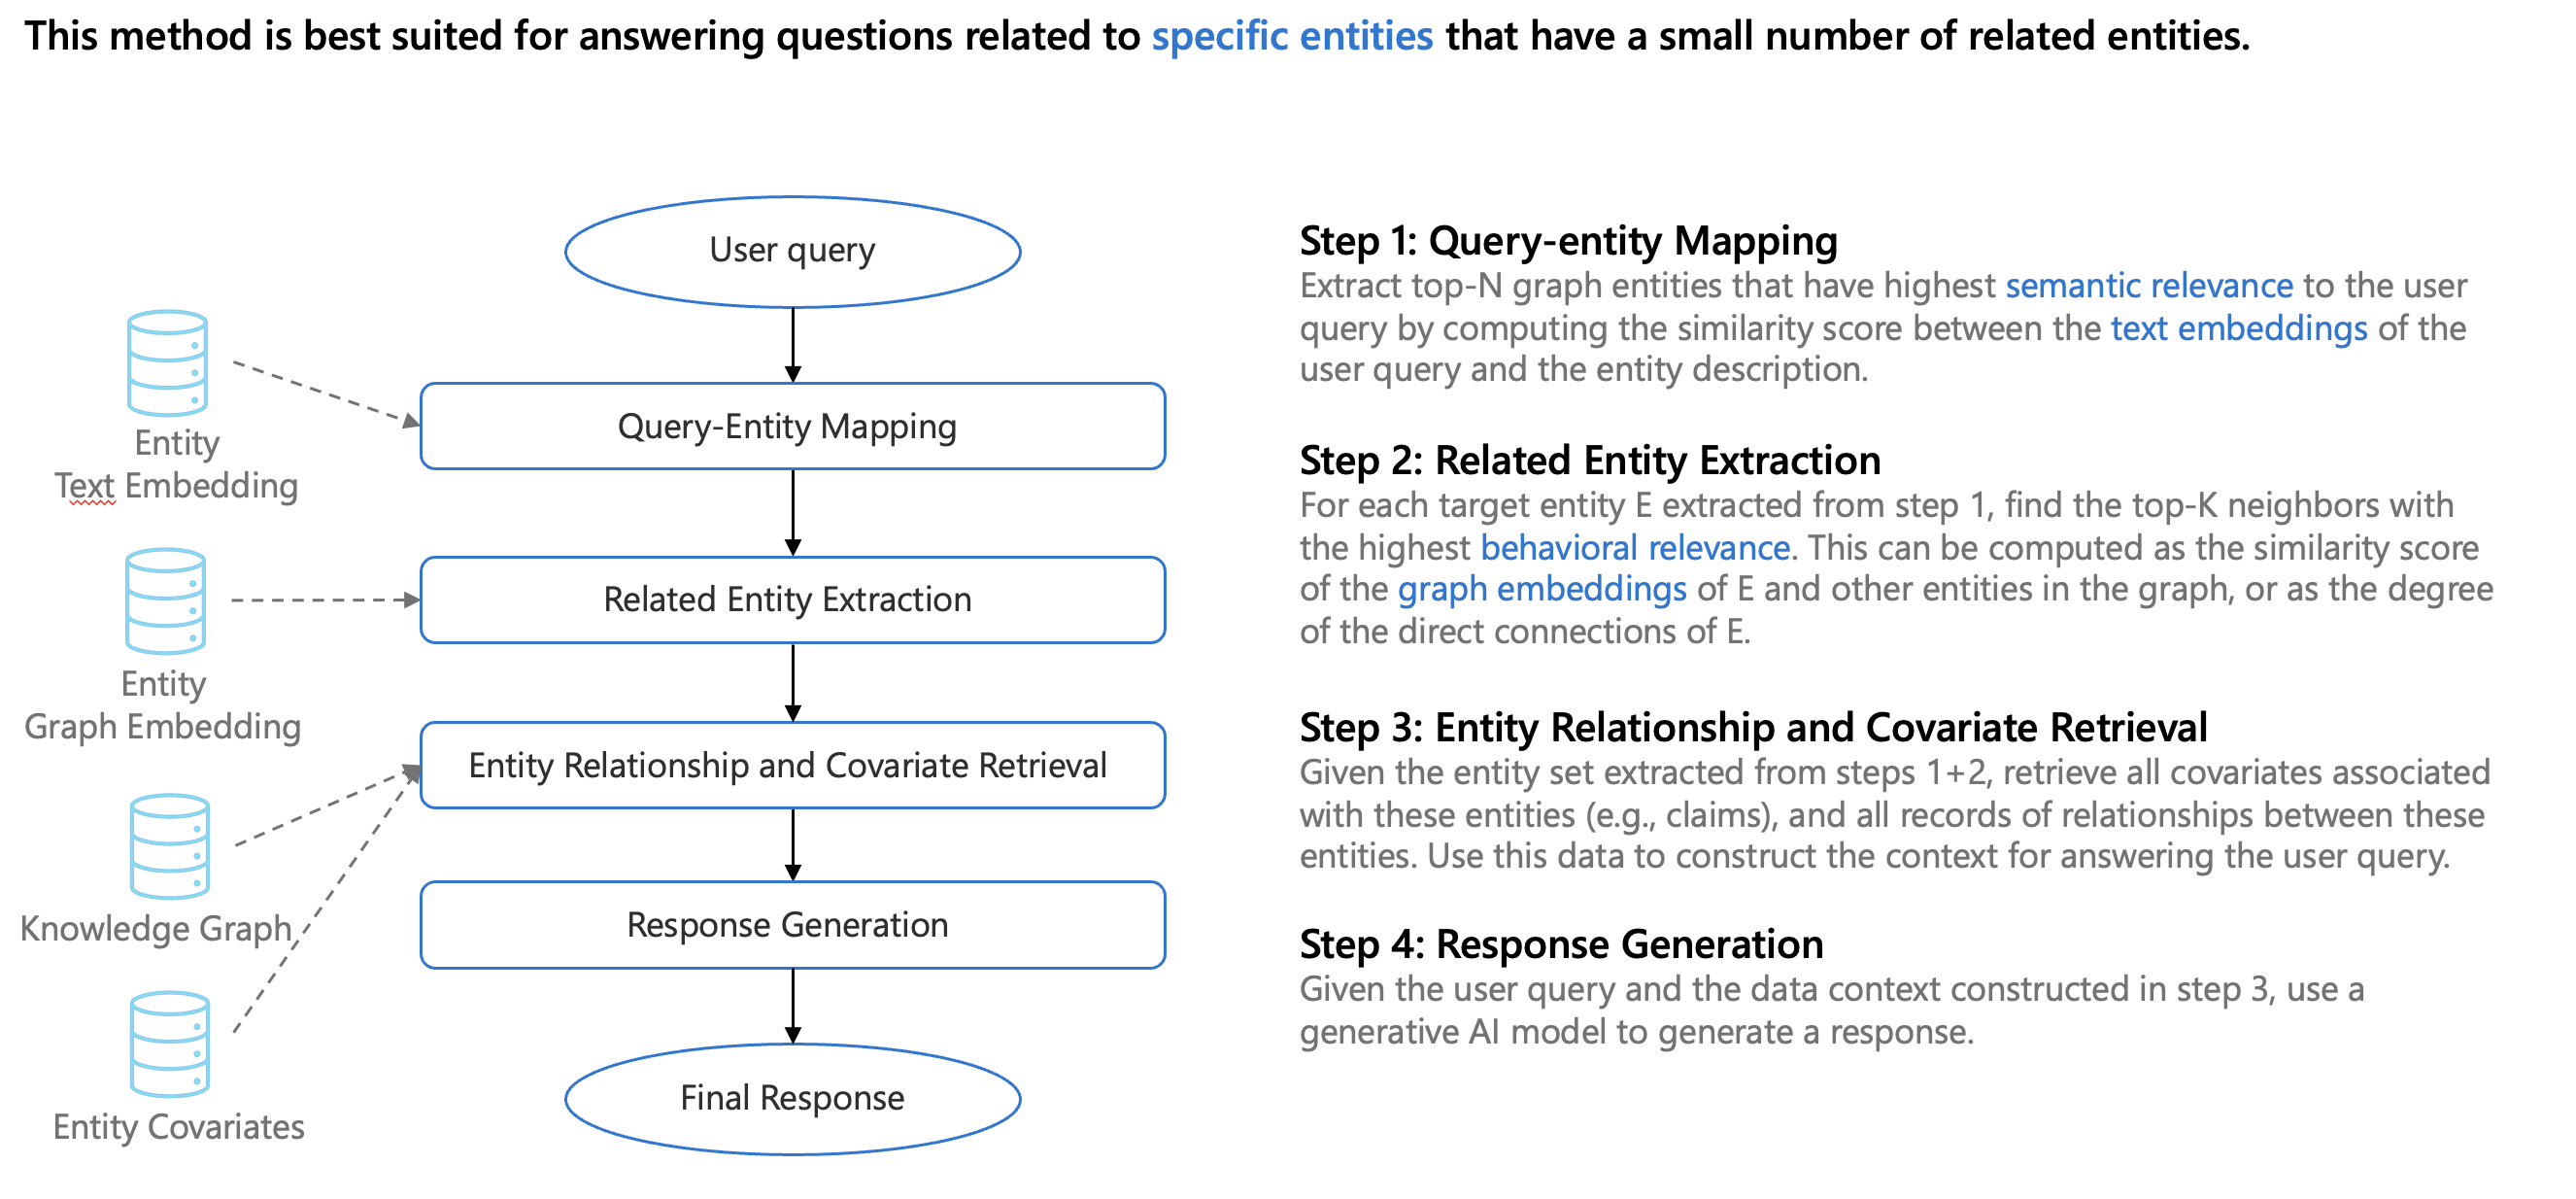 This method is best suited for answering questions related to specific entities that have a small number of related entities.
User query
Entity
Text Embedding
Query-Entity Mapping
Entity
Graph Embedding
Related Entity Extraction
Knowledge Graph
Entity Relationship and Covariate Retrieval
Entity Covariates
Response Generation
Final Response
Step 1: Query-entity Mapping
Extract top-N graph entities that have highest semantic relevance to the user
query by computing the similarity score between the text embeddings of the
user query and the entity description.
Step 2: Related Entity Extraction
For each target entity E extracted from step 1, find the top-K neighbors with
the highest behavioral relevance. This can be computed as the similarity score
of the graph embeddings of E and other entities in the graph, or as the degree
of the direct connections of E.
Step 3: Entity Relationship and Covariate Retrieval
Given the entity set extracted from steps 1+2, retrieve all covariates associated
with these entities (e.g., claims), and all records of relationships between these
entities. Use this data to construct the context for answering the user query.
Step 4: Response Generation
Given the user query and the data context constructed in step 3, use a
generative AI model to generate a response.